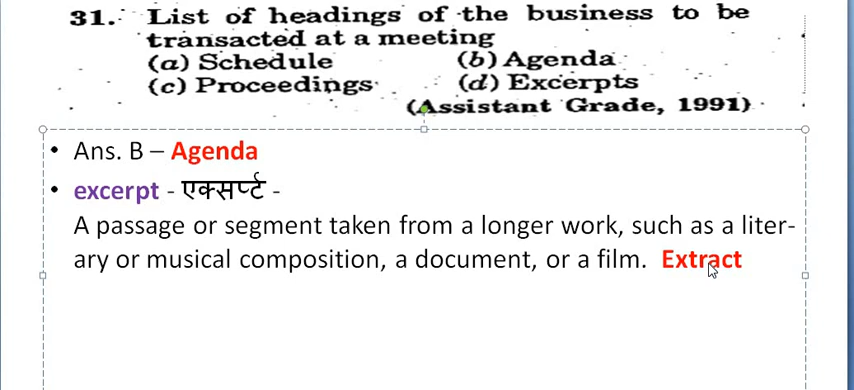 31. List of headings of the business to be
transacted at a meeting
(a) Schedule (b) Agenda
(c) Proceedings (d) Excerpts
(Assistant Grade, 1991)
• Ans. B – Agenda
• excerpt - एक्सर्प्ट -
A passage or segment taken from a longer work, such as a liter-
ary or musical composition, a document, or a film. Extract